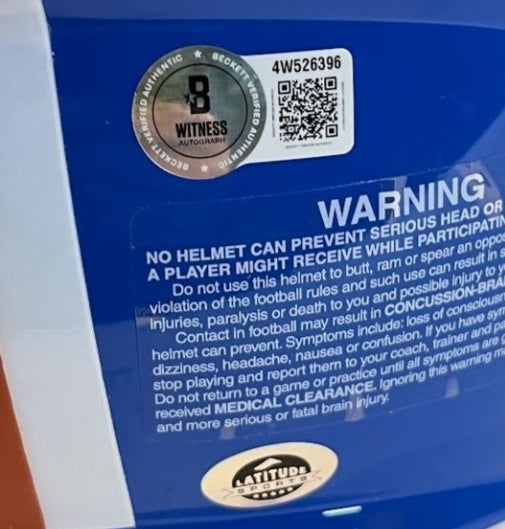 BECKETT VERIFIED AUTHENTIC ★ BECKETT VERIFIED AUTHENTIC ★
B
WITNESS
AUTOGRAPH
4W526396
WARNING
NO HELMET CAN PREVENT SERIOUS HEAD OR
A PLAYER MIGHT RECEIVE WHILE PARTICIPATIN
Do not use this helmet to butt, ram or spear an oppos
violation of the football rules and such use can result in s
injuries, paralysis or death to you and possible injury to y
Contact in football may result in CONCUSSION-BRA
helmet can prevent. Symptoms include: loss of consciousn
dizziness, headache, nausea or confusion. If you have sym
stop playing and report them to your coach, trainer and pa
Do not return to a game or practice until all symptoms are g
received MEDICAL CLEARANCE. Ignoring this warning m
and more serious or fatal brain injury.
LATITUDE
SPORTS